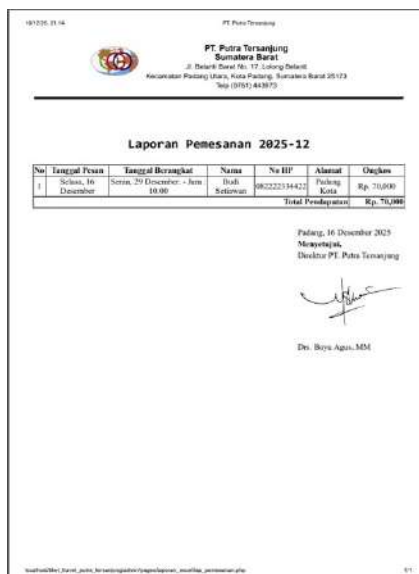 PT. Putra Tersanjung
PT. Putra Tersanjung
Sumatera Barat
Jl. Belanti Barat No. 17, Lolong Belanti
Kecamatan Padang Utara, Kota Padang, Sumatera Barat 25173
Telp (0751) 443973
Laporan Pemesanan 2025-12
No Tanggal Pesan Tanggal Berangkat Nama No HP Alamat Ongkos
1 Selasa, 16 Desember Senin, 29 Desember - Jam 10:00 Budi Setiawan 082222334422 Padang Kota Rp. 70,000
Total Pendapatan Rp. 70,000
Padang, 16 Desember 2025
Menyetujui,
Direktur PT. Putra Tersanjung
Drs. Buyu Agus, MM
1/1